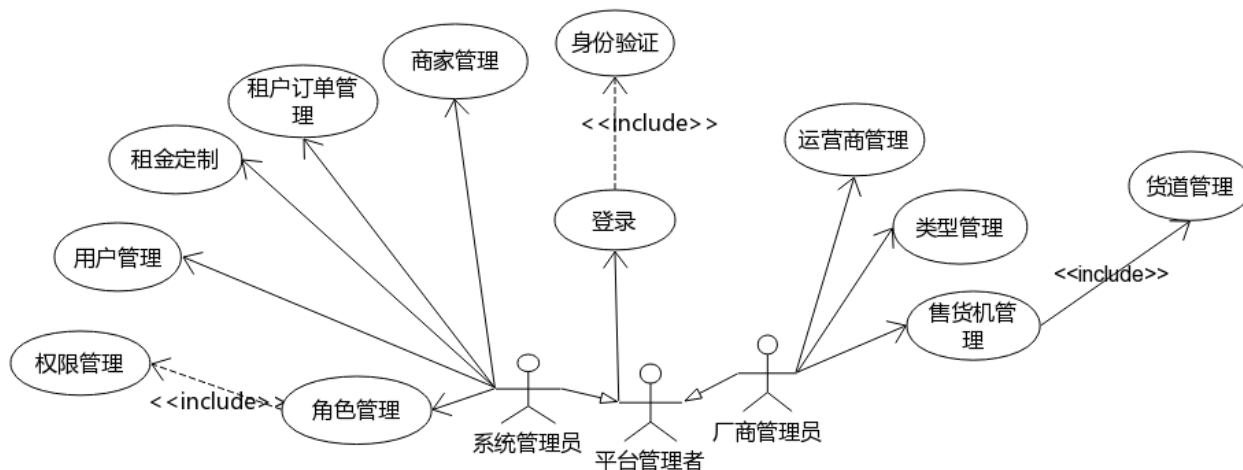 身份验证
商家管理
租户订单管
理
<<include>>
运营商管理
租金定制
货道管理
登录
类型管理
用户管理
<<include>>
售货机管
理
权限管理
<<include>>
角色管理
系统管理员
平台管理者
厂商管理员